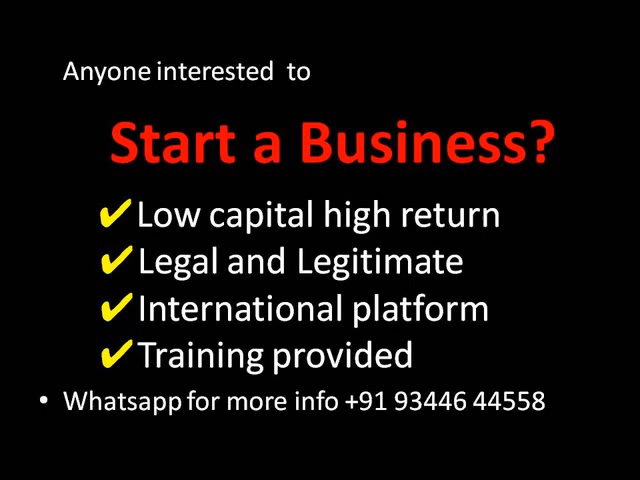 Anyone interested to
Start a Business?
✔Low capital high return
✔Legal and Legitimate
✔International platform
✔Training provided
• Whatsapp for more info +91 93446 44558